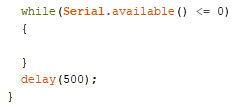 while(Serial.available() <= 0)
{
}
delay(500);
}